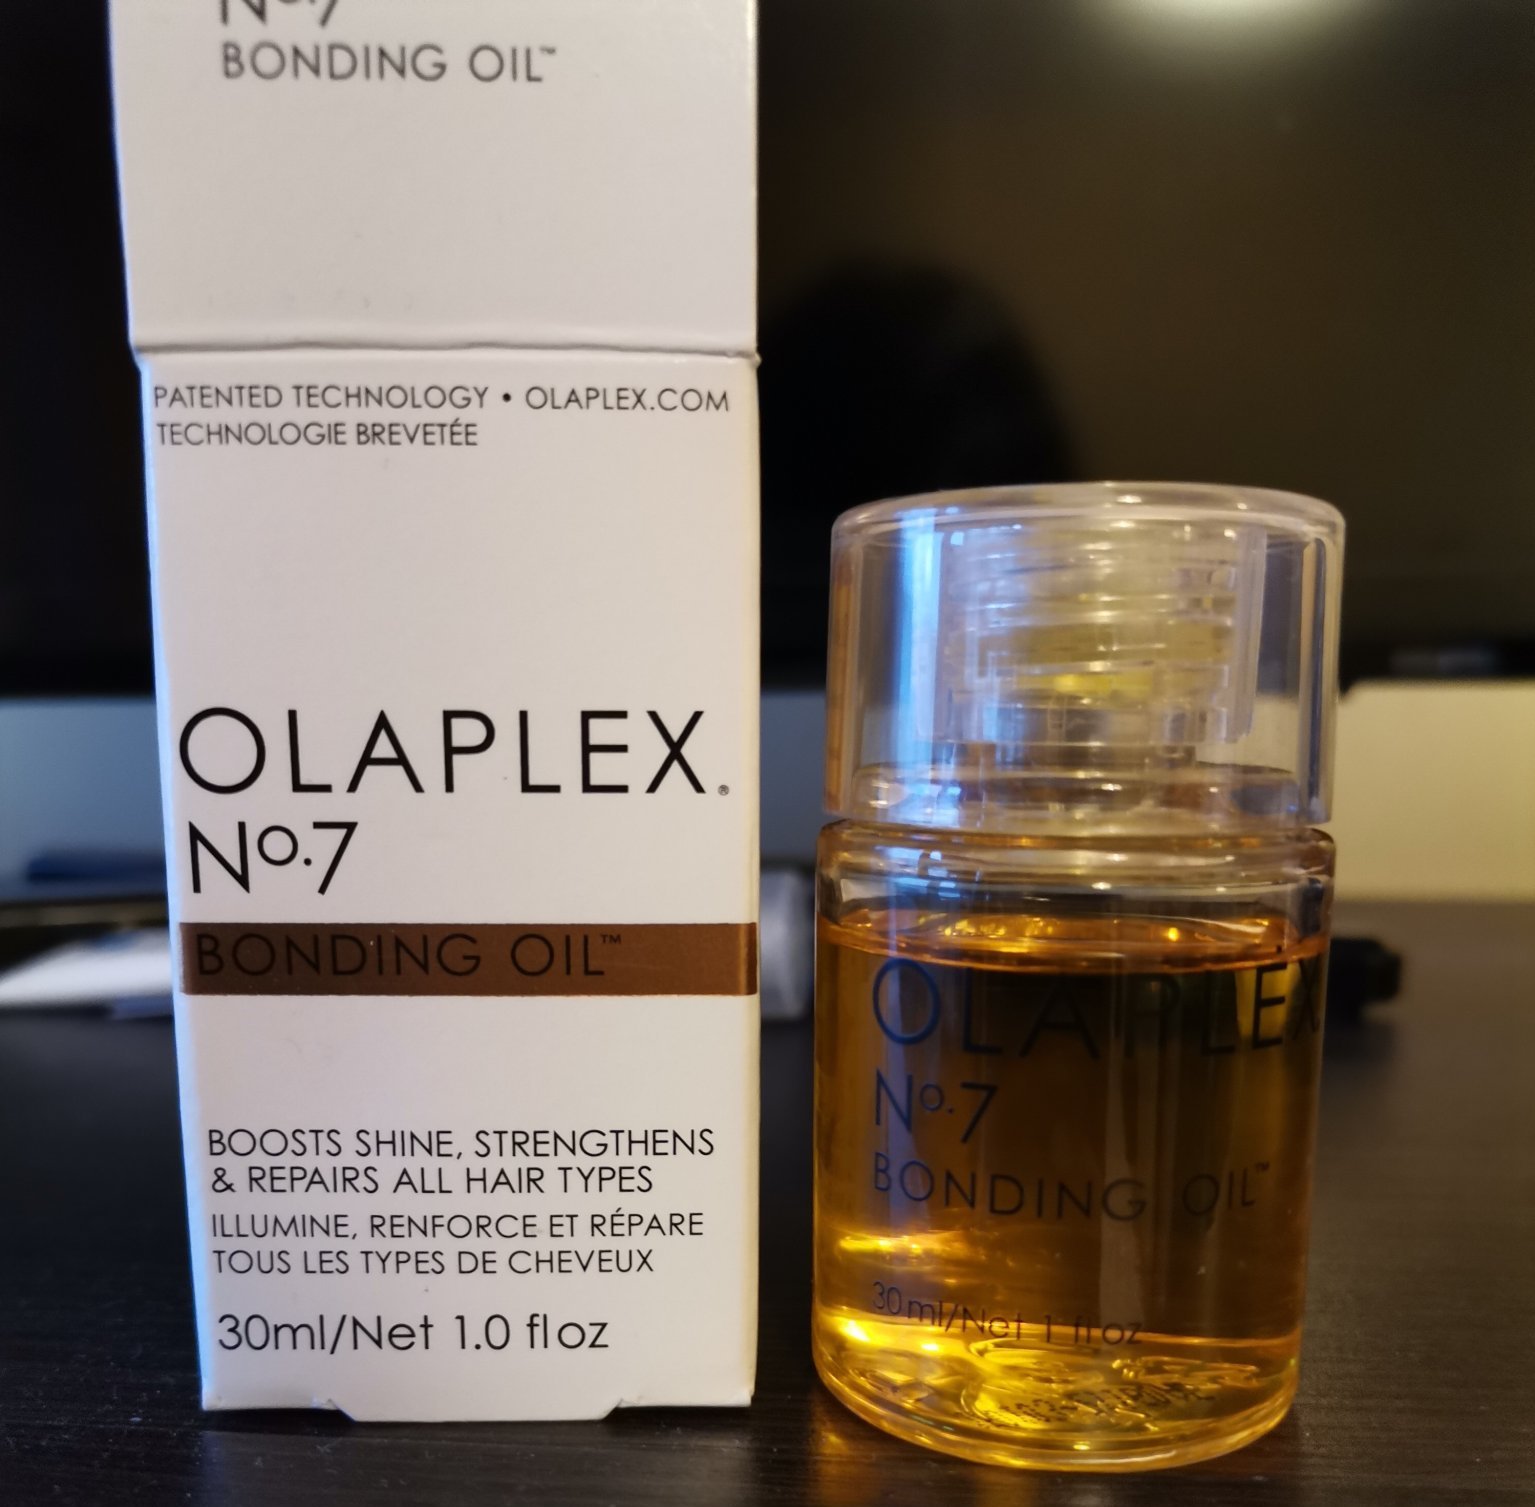 No.7
BONDING OIL™
PATENTED TECHNOLOGY • OLAPLEX.COM
TECHNOLOGIE BREVETÉE
OLAPLEX®
No.7
BONDING OIL™
BOOSTS SHINE, STRENGTHENS
& REPAIRS ALL HAIR TYPES
ILLUMINE, RENFORCE ET RÉPARE
TOUS LES TYPES DE CHEVEUX
30ml/Net 1.0 fl oz
OLAPLEX
No.7
BONDING OIL™
30ml/Net 1 fl oz